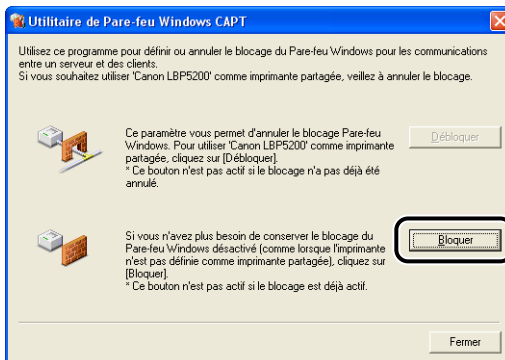 Utilitaire de Pare-feu Windows CAPT
Utilisez ce programme pour définir ou annuler le blocage du Pare-feu Windows pour les communications
entre un serveur et des clients.
Si vous souhaitez utiliser 'Canon LBP5200' comme imprimante partagée, veillez à annuler le blocage.
Ce paramètre vous permet d'annuler le blocage Pare-feu
Windows. Pour utiliser 'Canon LBP5200' comme imprimante
partagée, cliquez sur [Débloquer].
* Ce bouton n'est pas actif si le blocage n'a pas déjà été
annulé.
Débloquer
Si vous n'avez plus besoin de conserver le blocage du
Pare-feu Windows désactivé (comme lorsque l'imprimante
n'est pas définie comme imprimante partagée), cliquez sur
[Bloquer].
* Ce bouton n'est pas actif si le blocage est déjà actif.
Bloquer
Fermer